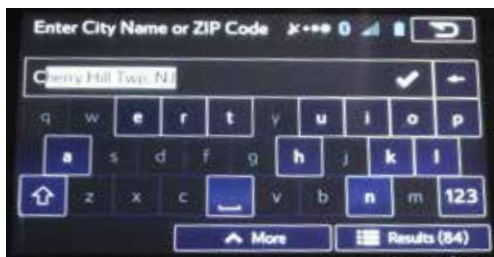 Enter City Name or ZIP Code
Cherry Hill Twp, NJ
q w e r t y u i o p
a s d f g h j k l
z x c v b n m 123
More Results (84)